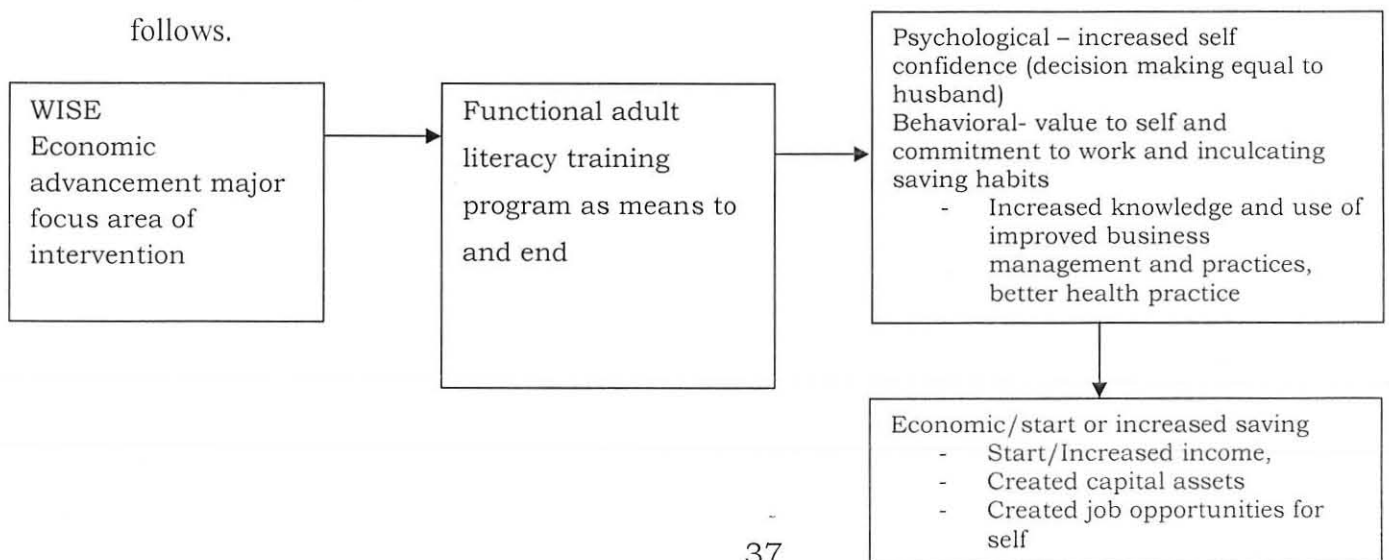 follows.
WISE
Economic
advancement major
focus area of
intervention
Functional adult
literacy training
program as means to
and end
Psychological – increased self
confidence (decision making equal to
husband)
Behavioral- value to self and
commitment to work and inculcating
saving habits
- Increased knowledge and use of
improved business
management and practices,
better health practice
Economic/start or increased saving
- Start/Increased income,
- Created capital assets
- Created job opportunities for
self
37